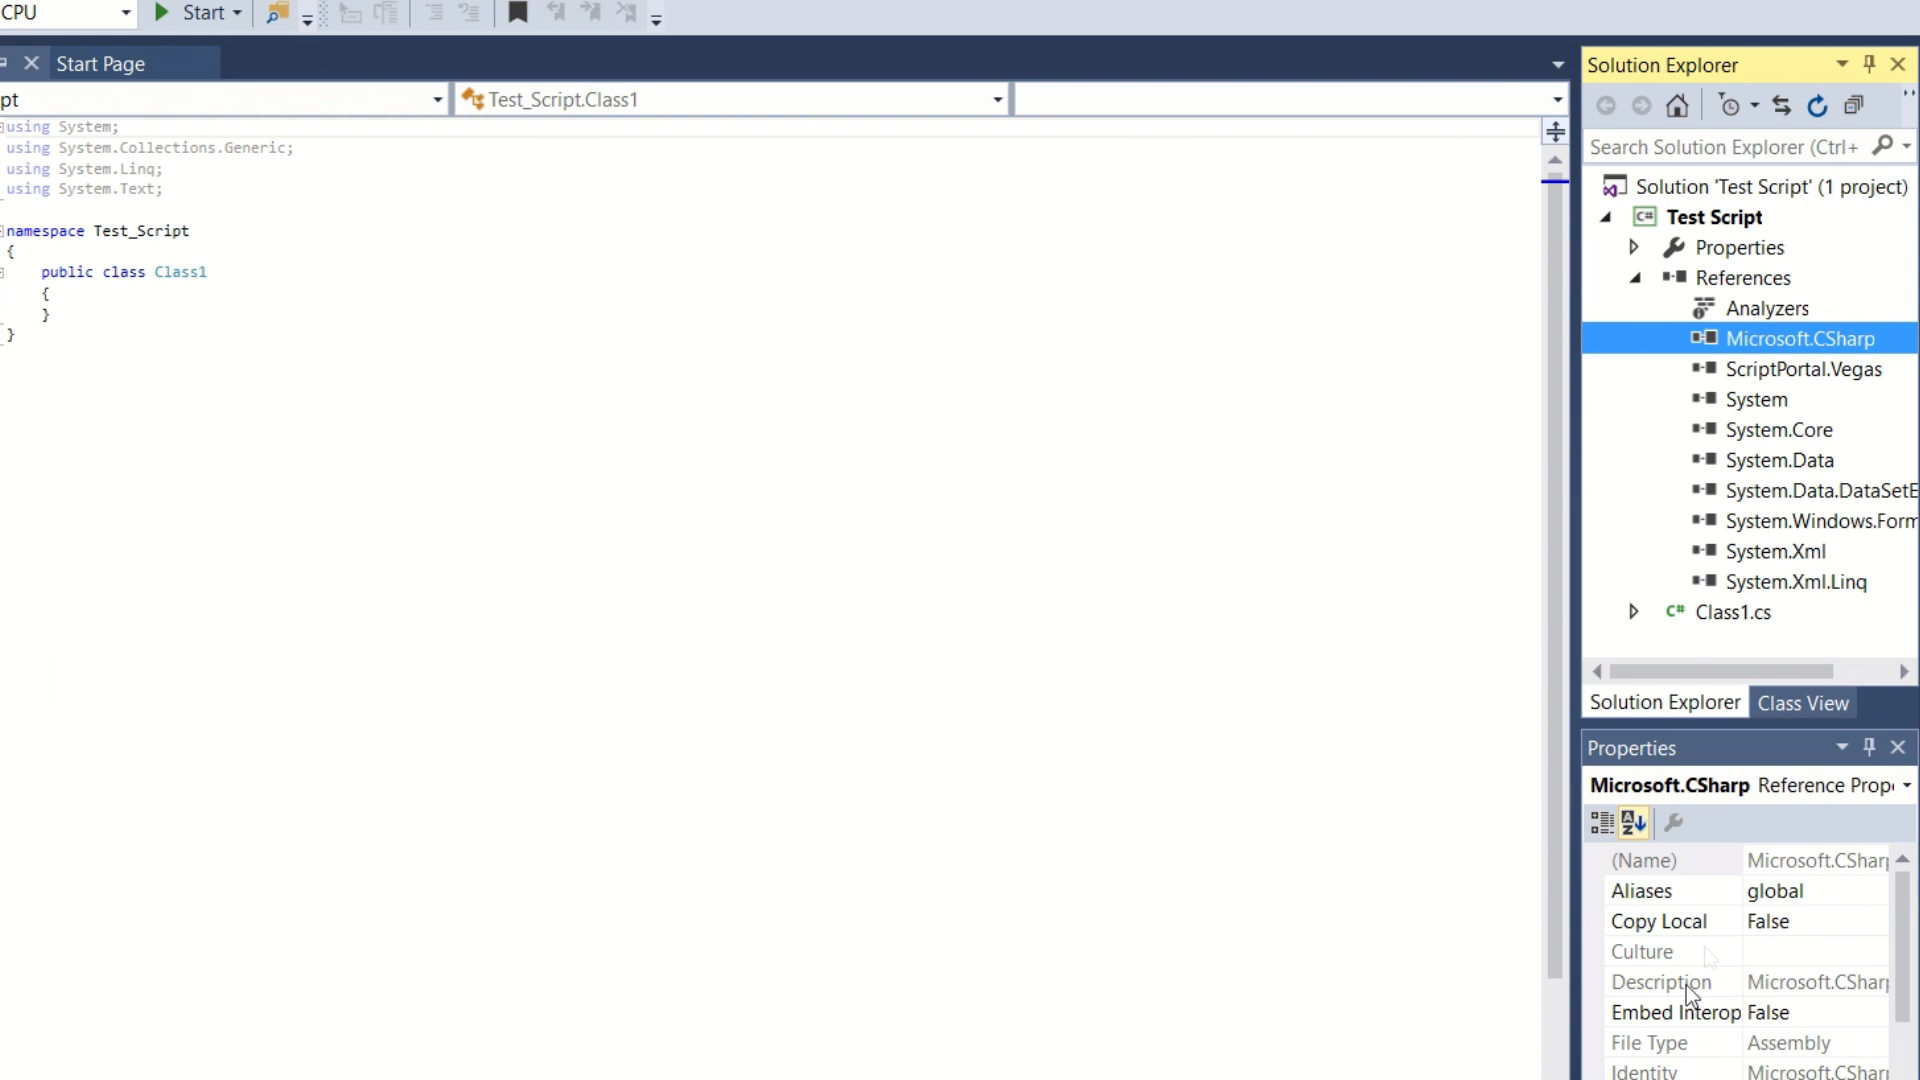 CPU
Start
Start Page
pt
Test_Script.Class1
using System;
using System.Collections.Generic;
using System.Linq;
using System.Text;
namespace Test_Script
{
public class Class1
{
}
}
Solution Explorer
Search Solution Explorer (Ctrl+
Solution 'Test Script' (1 project)
C# Test Script
Properties
References
Analyzers
Microsoft.CSharp
ScriptPortal.Vegas
System
System.Core
System.Data
System.Data.DataSetE
System.Windows.Form
System.Xml
System.Xml.Linq
C# Class1.cs
Solution Explorer Class View
Properties
Microsoft.CSharp Reference Prop
(Name) Microsoft.CShar
Aliases global
Copy Local False
Culture
Description Microsoft.CShar
Embed Interop False
File Type Assembly
Identity Microsoft.CShar